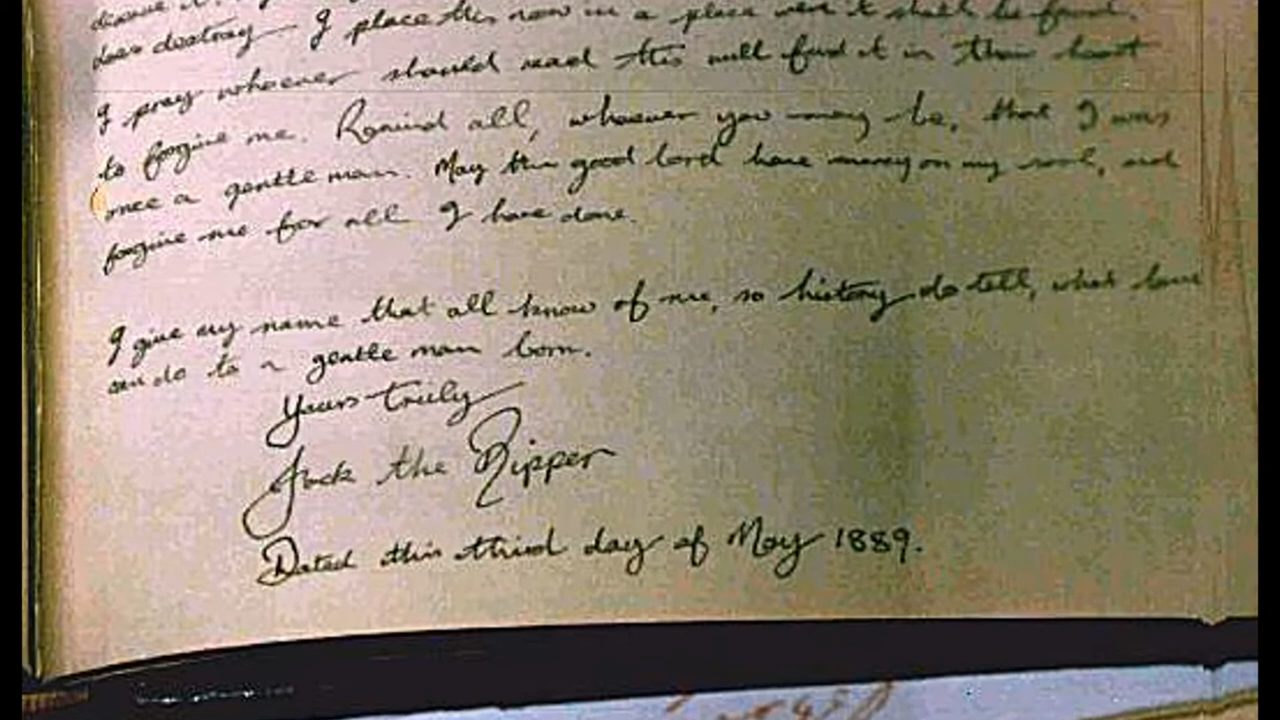 has destroy I place this now in a place were it shall be found.
I pray whoever should read this will find it in their heart
to forgive me. Remind all, whoever you may be, that I was
once a gentle man. May the good lord have mercy on my soul, and
forgive me for all I have done.
I give my name that all know of me, so history do tell, what love
can do to a gentle man born.
Yours truly
Jack the Ripper
Dated this third day of May 1889.